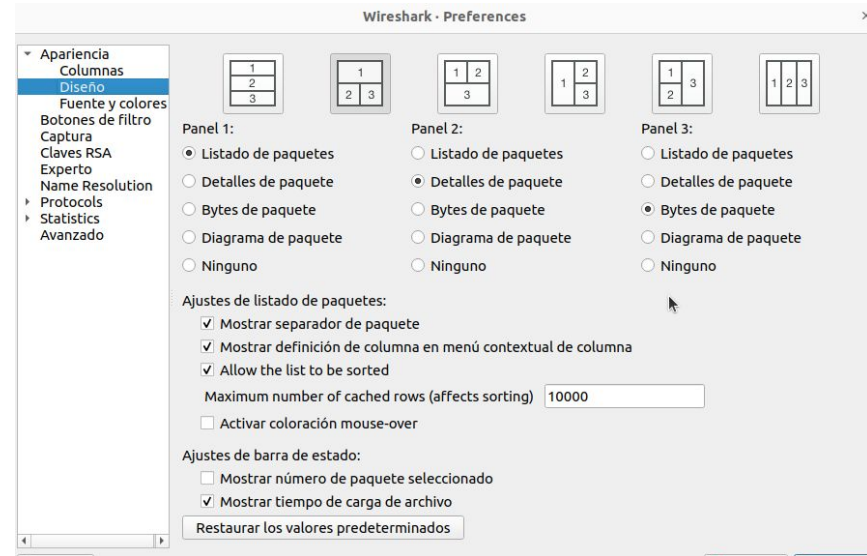 Wireshark · Preferences
Apariencia
Columnas
Diseño
Fuente y colores
Botones de filtro
Captura
Claves RSA
Experto
Name Resolution
Protocols
Statistics
Avanzado
1
2
3
1
2 3
1 2
3
1 2
3
1 3
2
1 2 3
Panel 1:
Listado de paquetes
Detalles de paquete
Bytes de paquete
Diagrama de paquete
Ninguno
Panel 2:
Listado de paquetes
Detalles de paquete
Bytes de paquete
Diagrama de paquete
Ninguno
Panel 3:
Listado de paquetes
Detalles de paquete
Bytes de paquete
Diagrama de paquete
Ninguno
Ajustes de listado de paquetes:
Mostrar separador de paquete
Mostrar definición de columna en menú contextual de columna
Allow the list to be sorted
Maximum number of cached rows (affects sorting) 10000
Activar coloración mouse-over
Ajustes de barra de estado:
Mostrar número de paquete seleccionado
Mostrar tiempo de carga de archivo
Restaurar los valores predeterminados